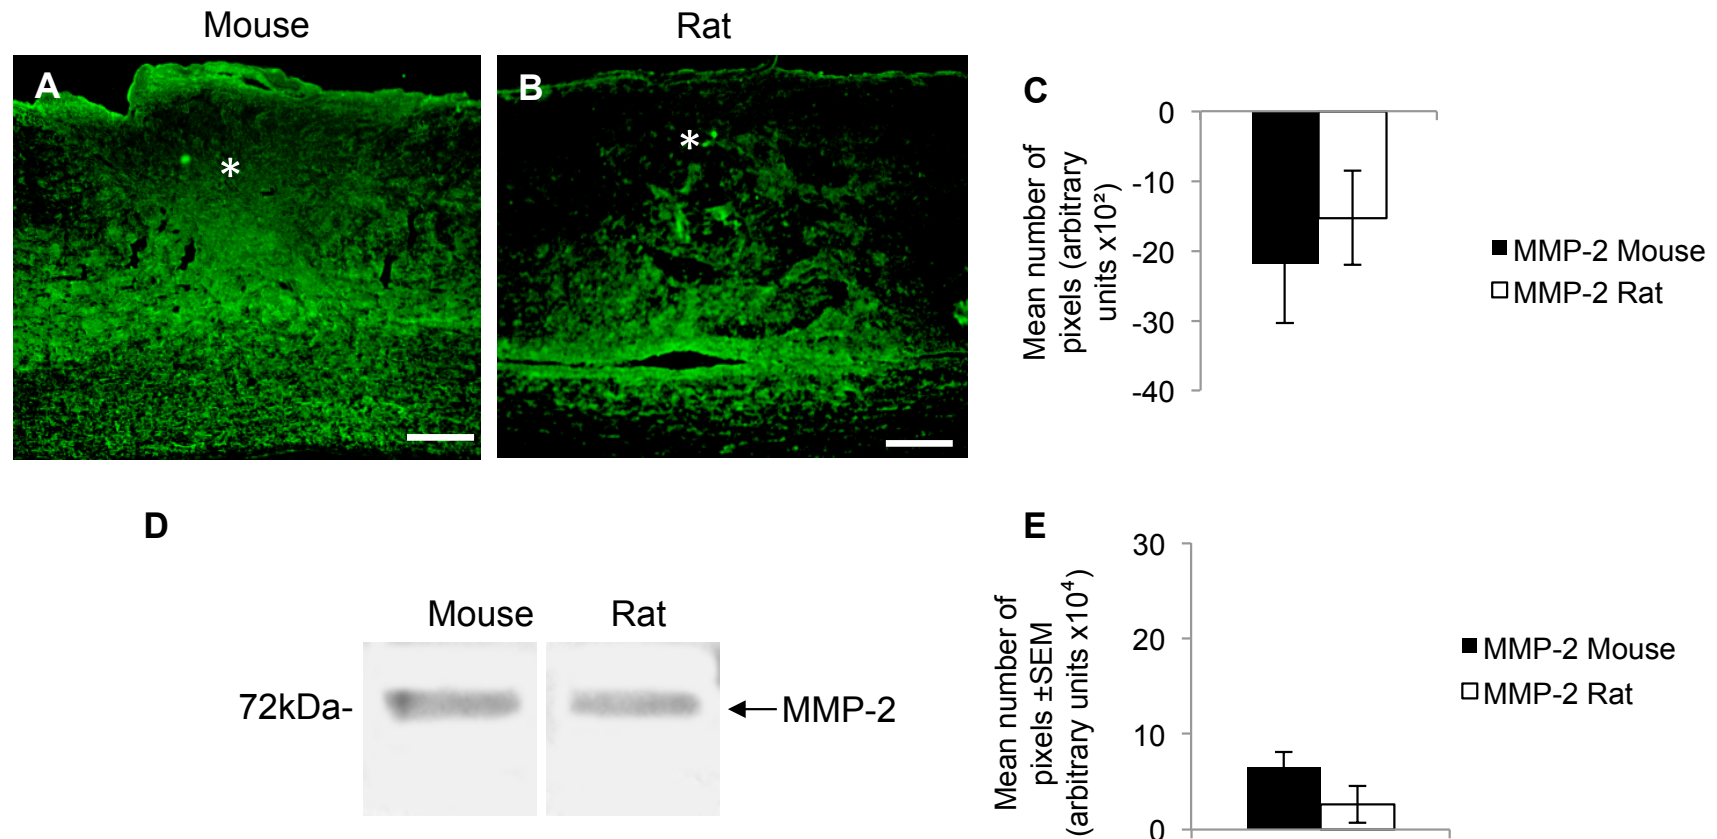 Mouse
Rat
A
*
B
*
C
0
-10
-20
-30
-40
Mean number of
pixels (arbitrary
units x10²)
MMP-2 Mouse
MMP-2 Rat
D
Mouse
Rat
72kDa-
MMP-2
E
30
20
10
0
Mean number of
pixels ±SEM
(arbitrary units x10⁴)
MMP-2 Mouse
MMP-2 Rat